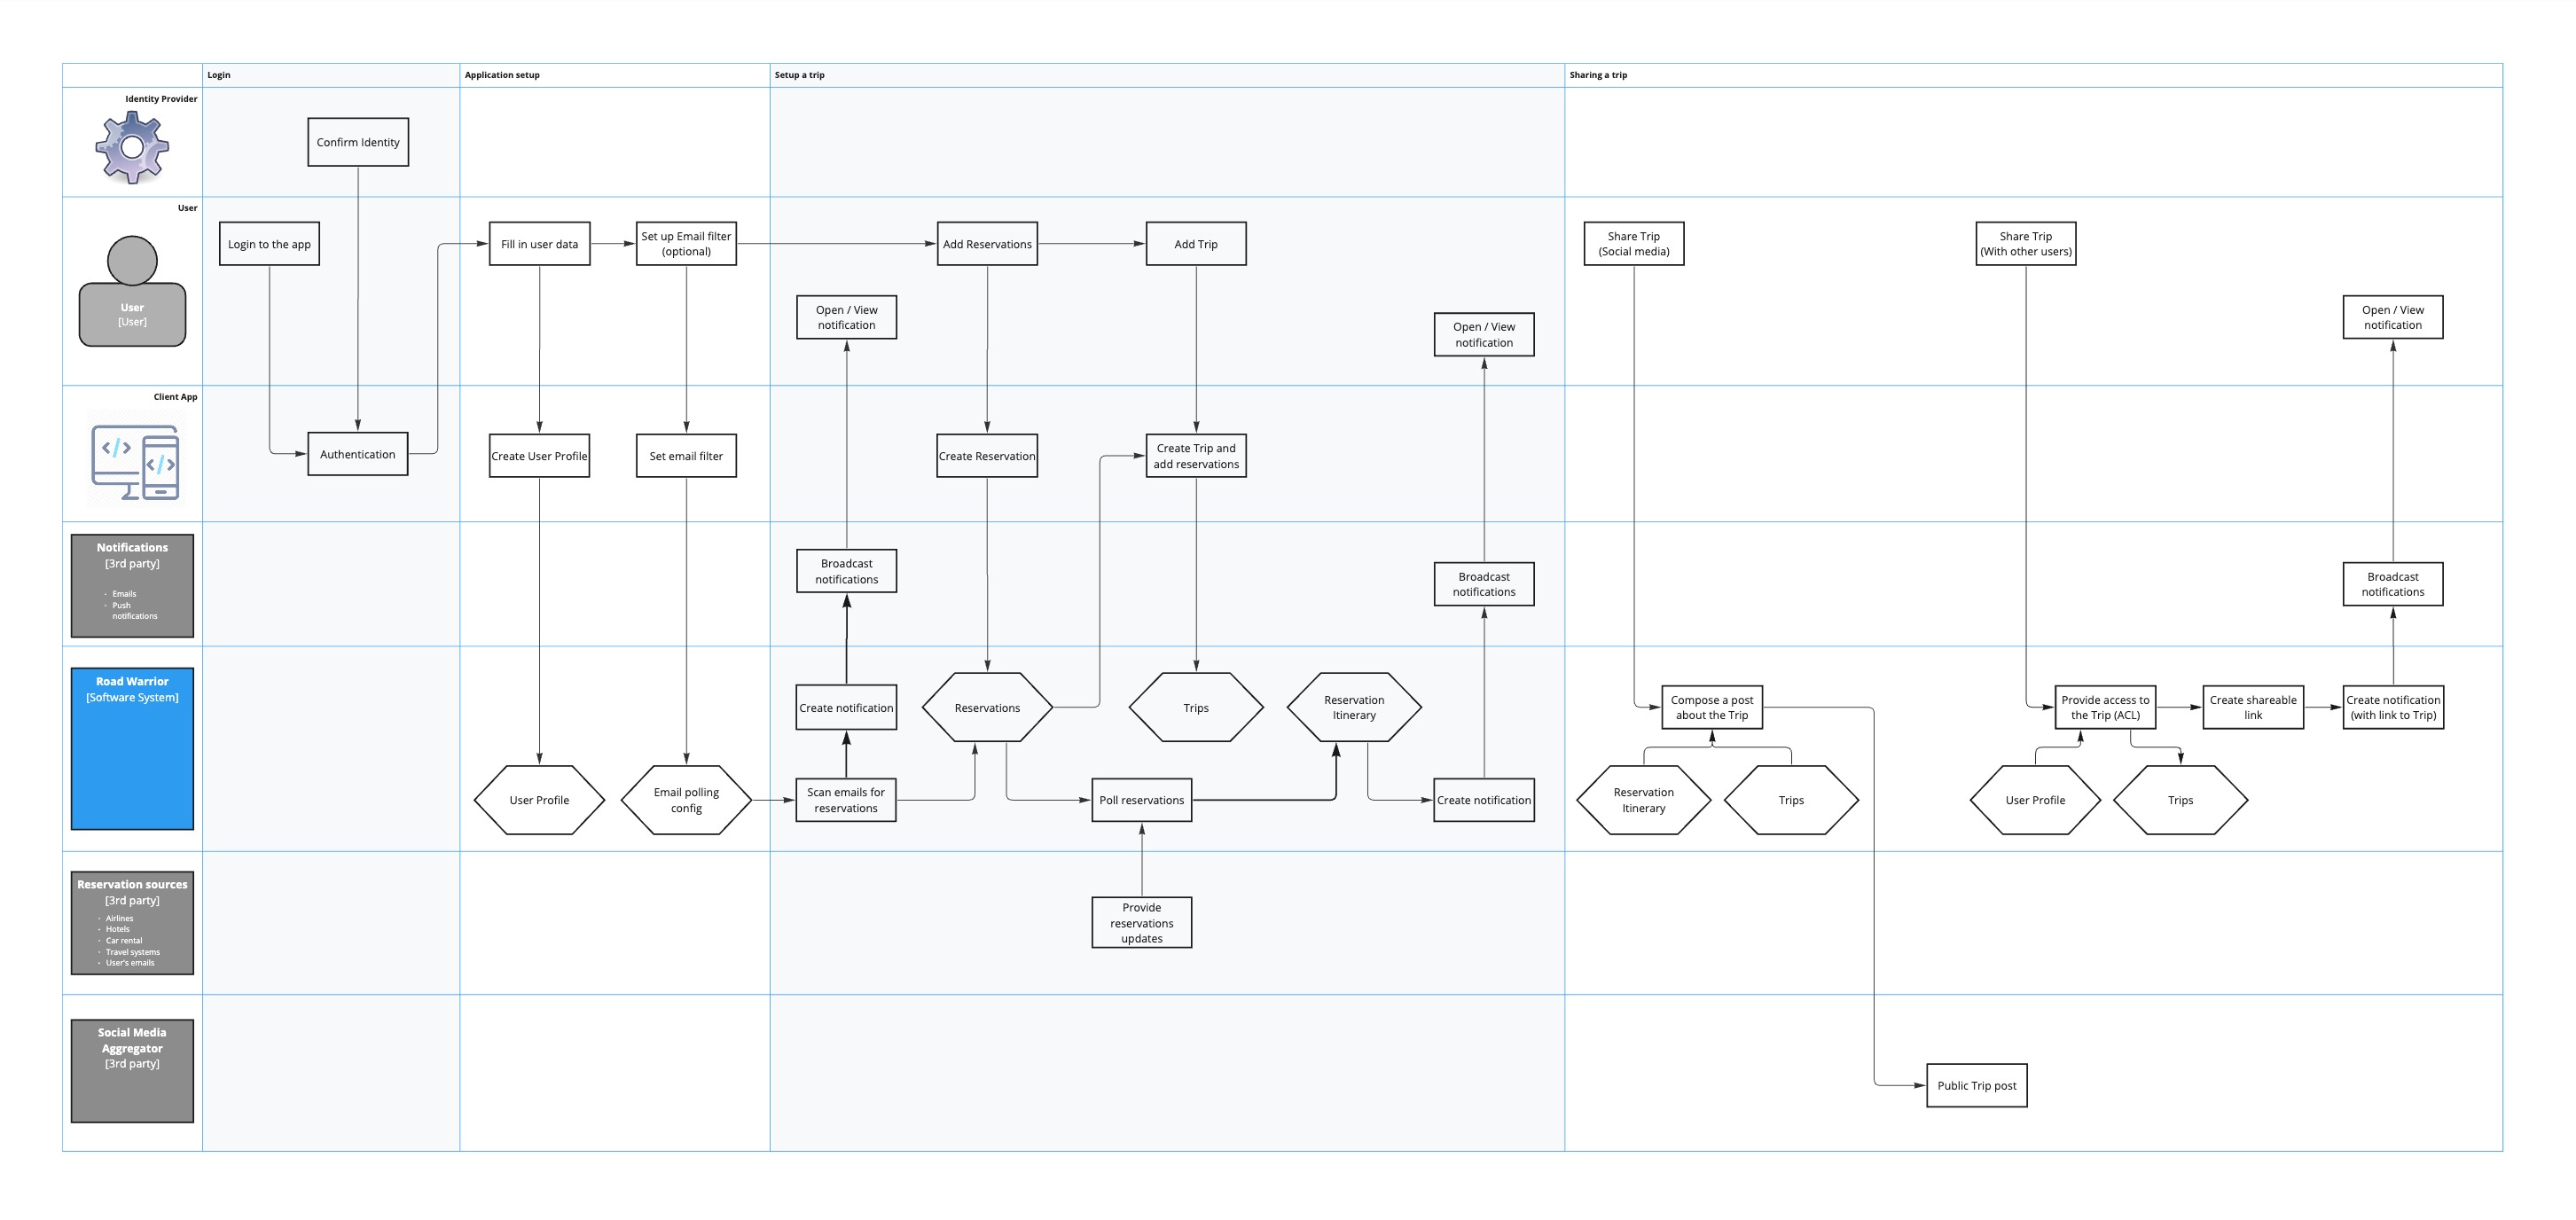 Login
Application setup
Setup a trip
Sharing a trip
Identity Provider
Confirm Identity
User
User
[User]
Login to the app
Fill in user data
Set up Email filter
(optional)
Add Reservations
Add Trip
Share Trip
(Social media)
Share Trip
(With other users)
Open / View
notification
Open / View
notification
Open / View
notification
Client App
</>
</>
Authentication
Create User Profile
Set email filter
Create Reservation
Create Trip and
add reservations
Notifications
[3rd party]
- Emails
- Push
notifications
Broadcast
notifications
Broadcast
notifications
Broadcast
notifications
Road Warrior
[Software System]
Create notification
Reservations
Trips
Reservation
Itinerary
Compose a post
about the Trip
Provide access to
the Trip (ACL)
Create shareable
link
Create notification
(with link to Trip)
User Profile
Email polling
config
Scan emails for
reservations
Poll reservations
Create notification
Reservation
Itinerary
Trips
User Profile
Trips
Reservation sources
[3rd party]
- Airlines
- Hotels
- Car rental
- Travel systems
- User's emails
Provide
reservations
updates
Social Media
Aggregator
[3rd party]
Public Trip post